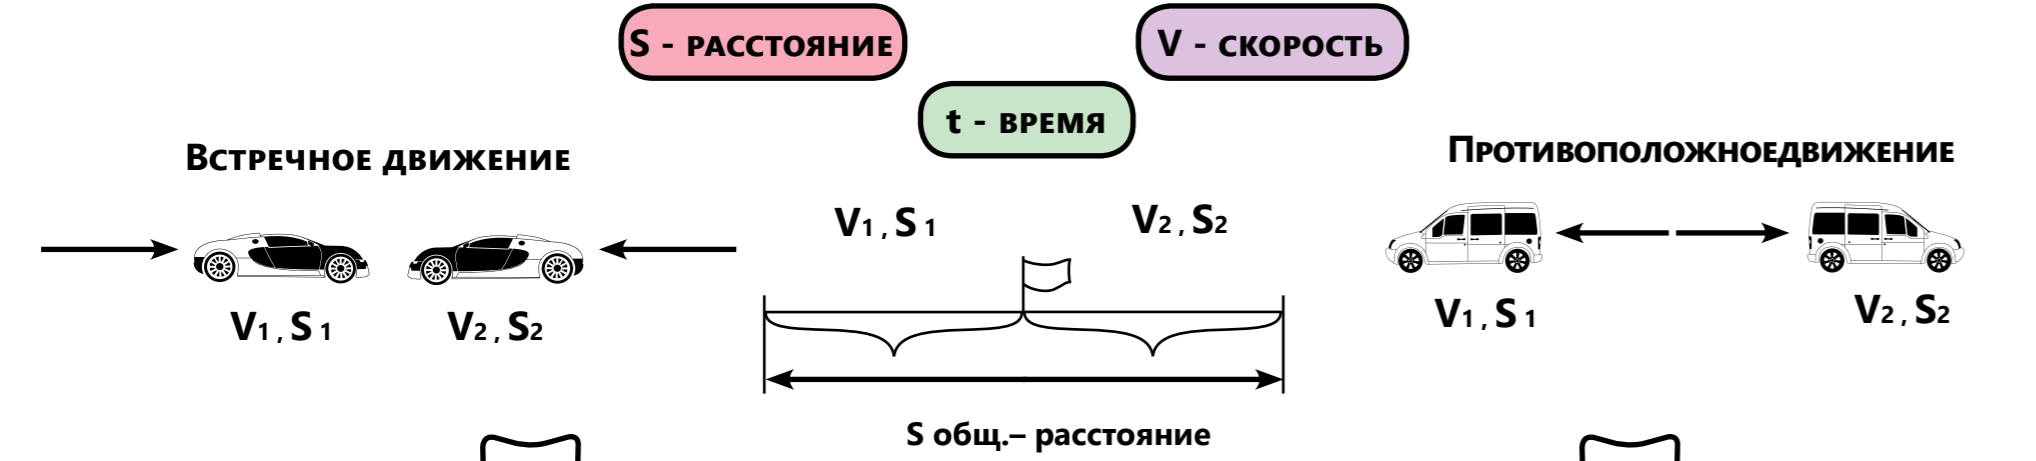 S - РАССТОЯНИЕ
V - СКОРОСТЬ
t - ВРЕМЯ
ВСТРЕЧНОЕ ДВИЖЕНИЕ
ПРОТИВОПОЛОЖНОЕДВИЖЕНИЕ
V1 , S 1
V2 , S2
V1 , S 1
V2 , S2
V1 , S 1
V2 , S2
S общ.– расстояние